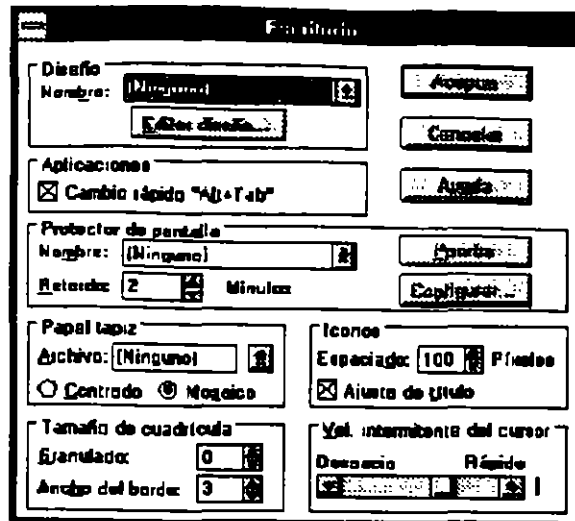 Escritorio
Diseño
Nombre: (Ninguno)
Editar diseño...
Aceptar
Cancelar
Ayuda
Aplicaciones
Cambio rápido "Alt+Tab"
Protector de pantalla
Nombre: (Ninguno)
Retardo: 2 Minutos
Prueba
Configurar...
Papel tapiz
Archivo: (Ninguno)
Centrado Mosaico
Iconos
Espaciado: 100 Píxeles
Ajuste de título
Tamaño de cuadrícula
Granulado: 0
Ancho del borde: 3
Vel. intermitente del cursor
Despacio Rápido